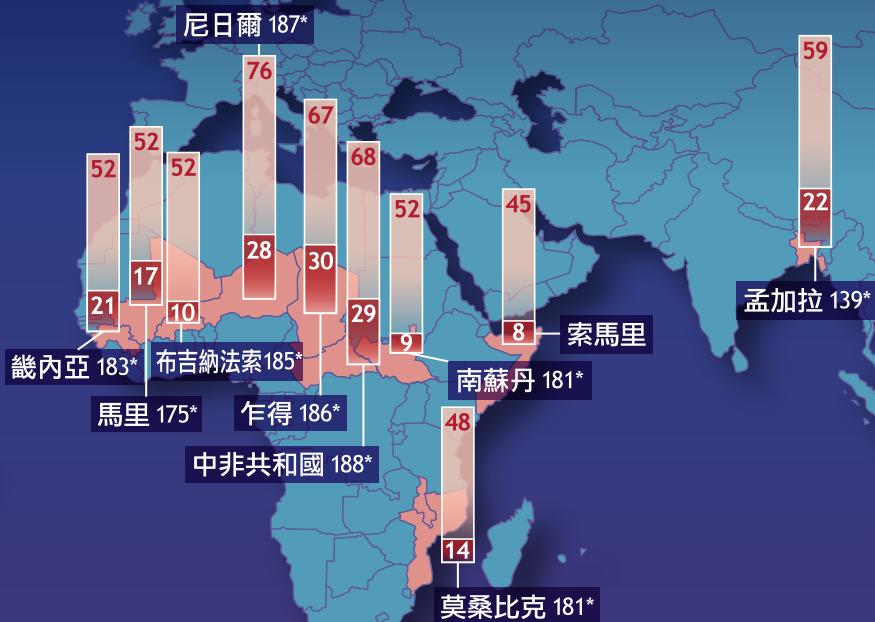 尼日爾 187*
76
28
59
22
孟加拉 139*
67
30
乍得 186*
52
17
馬里 175*
68
29
中非共和國 188*
52
21
畿內亞 183*
52
10
布吉納法索185*
52
9
南蘇丹 181*
45
8
索馬里
48
14
莫桑比克 181*